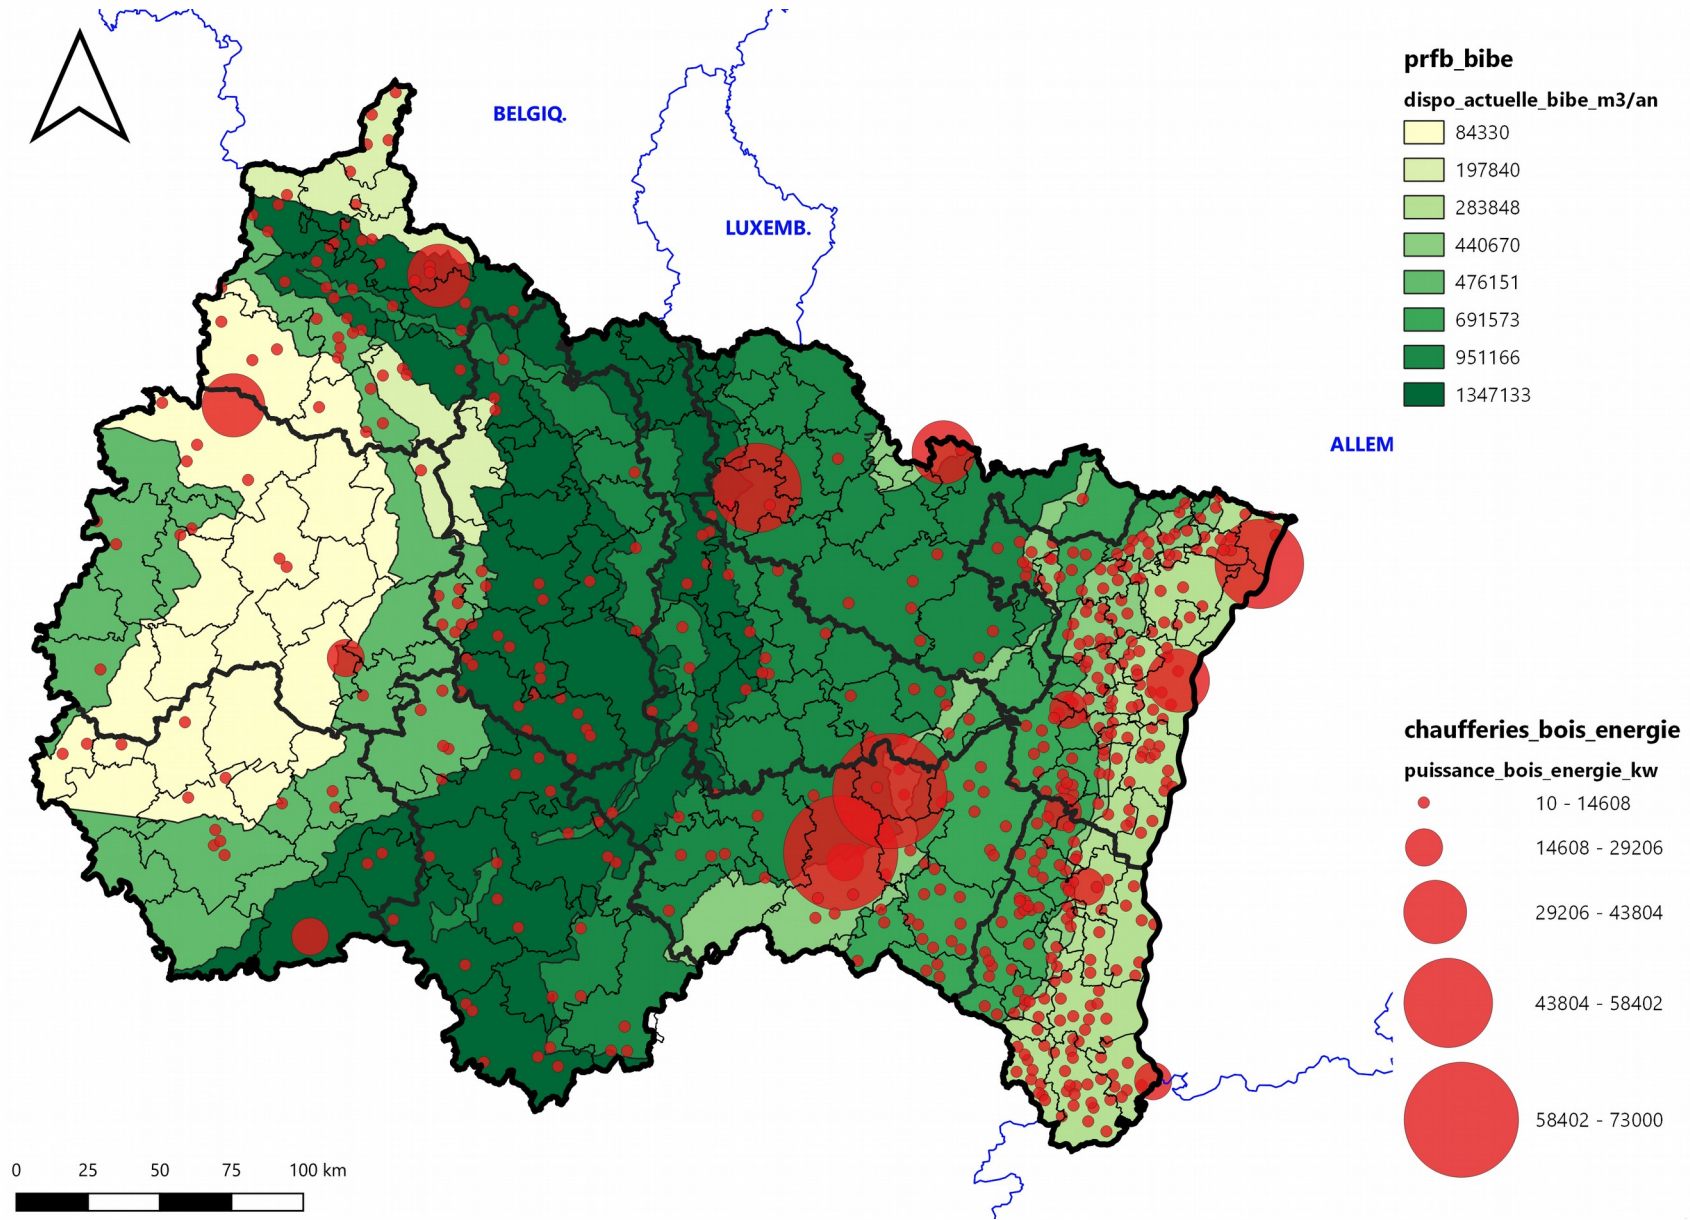 BELGIQ.
LUXEMB.
ALLEM
prfb_bibe
dispo_actuelle_bibe_m3/an
84330
197840
283848
440670
476151
691573
951166
1347133
chaufferies_bois_energie
puissance_bois_energie_kw
10 - 14608
14608 - 29206
29206 - 43804
43804 - 58402
58402 - 73000
0 25 50 75 100 km